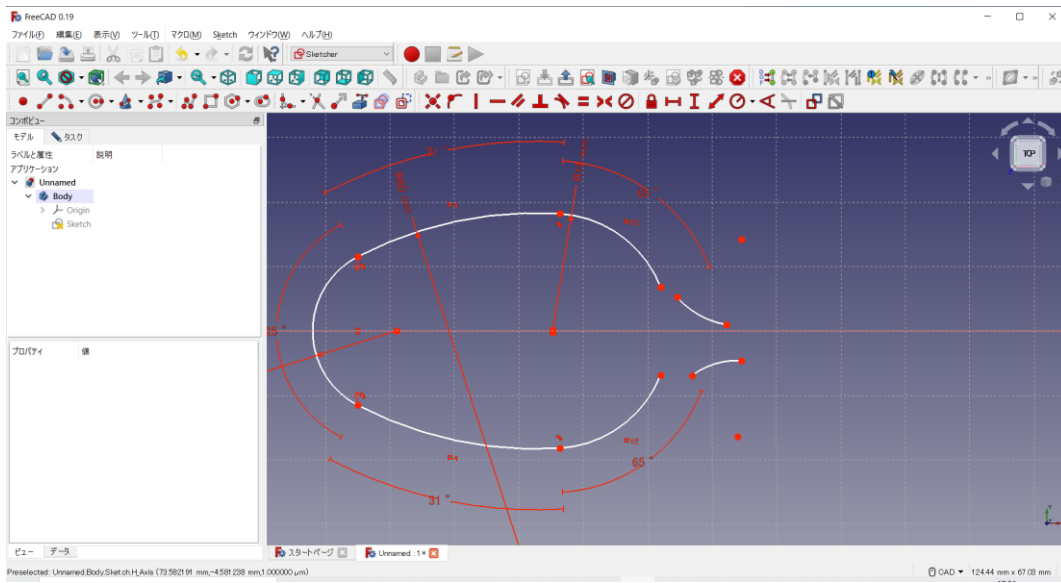 FreeCAD 0.19
ファイル(F) 編集(E) 表示(V) ツール(T) マクロ(M) Sketch ウィンドウ(W) ヘルプ(H)
Sketcher
コンボビュー
モデル タスク
ラベルと属性 説明
アプリケーション
Unnamed
Body
Origin
Sketch
TOP
31 °
65 °
25 °
プロパティ 値
65 °
31 °
ビュー データ
スタートページ Unnamed : 1*
Preselected: Unnamed.Body.Sketch.H_Axis (73.582191 mm,-4.581238 mm,1.000000 μm)
CAD 124.44 mm x 67.03 mm